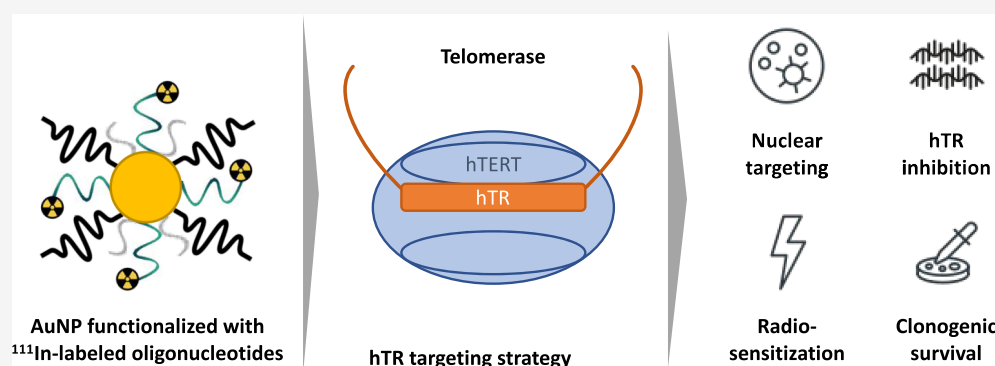 Telomerase
hTERT
hTR
AuNP functionalized with
¹¹¹In-labeled oligonucleotides
hTR targeting strategy
Nuclear
targeting
hTR
inhibition
Radio-
sensitization
Clonogenic
survival